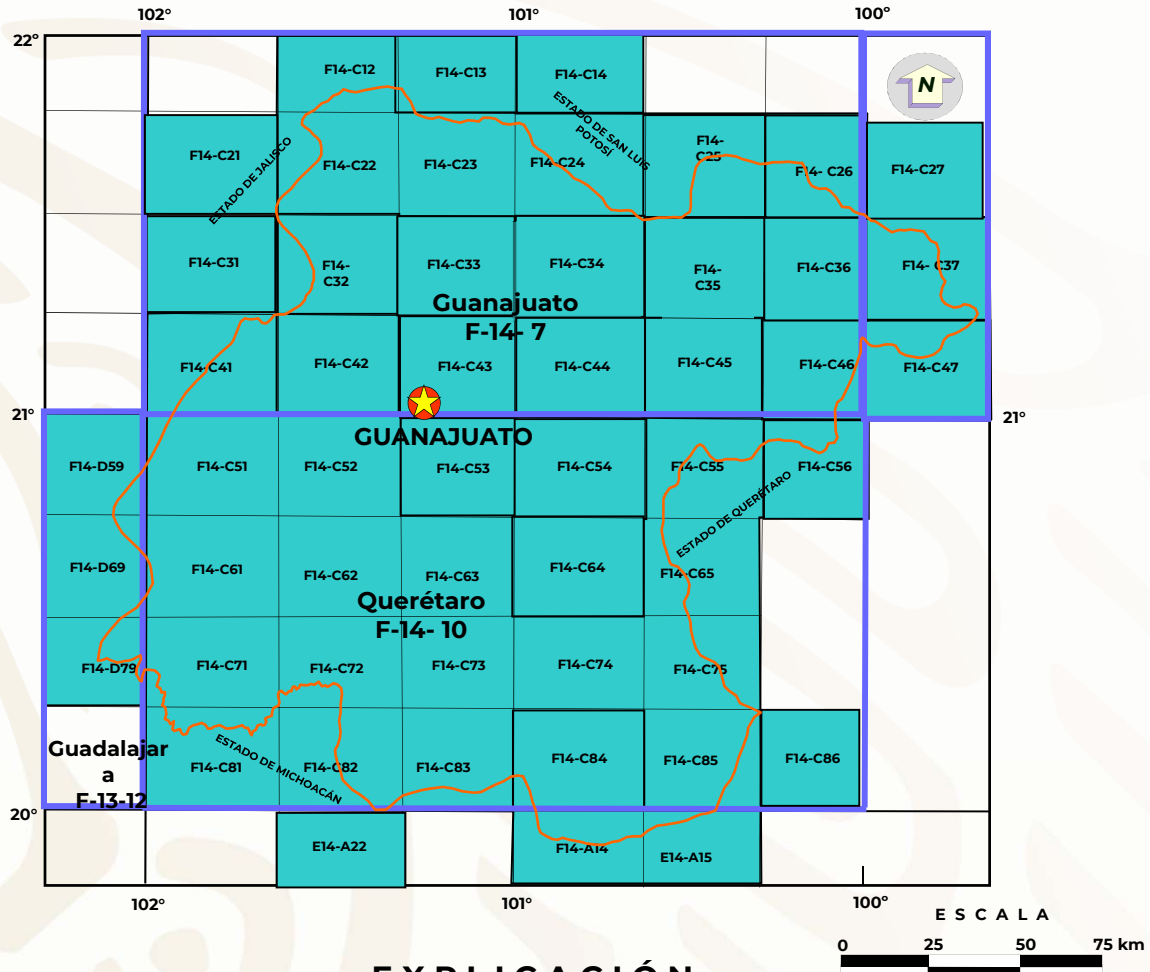 102°
101°
100°
22°
F14-C12
F14-C13
F14-C14
N
ESTADO DE SAN LUIS
POTOSÍ
ESTADO DE JALISCO
F14-C21
F14-C22
F14-C23
F14-C24
F14-
C25
F14- C26
F14-C27
F14-C31
F14-
C32
F14-C33
F14-C34
F14-
C35
F14-C36
F14- C37
Guanajuato
F-14- 7
F14-C41
F14-C42
F14-C43
F14-C44
F14-C45
F14-C46
F14-C47
21°
21°
GUANAJUATO
F14-D59
F14-C51
F14-C52
F14-C53
F14-C54
F14-C55
F14-C56
ESTADO DE QUERÉTARO
F14-D69
F14-C61
F14-C62
F14-C63
F14-C64
F14-C65
Querétaro
F-14- 10
F14-D79
F14-C71
F14-C72
F14-C73
F14-C74
F14-C75
Guadalajar
a
F-13-12
ESTADO DE MICHOACÁN
F14-C81
F14-C82
F14-C83
F14-C84
F14-C85
F14-C86
20°
E14-A22
F14-A14
E14-A15
102°
101°
100°
ESCALA
0 25 50 75 km
EXPLICACIÓN